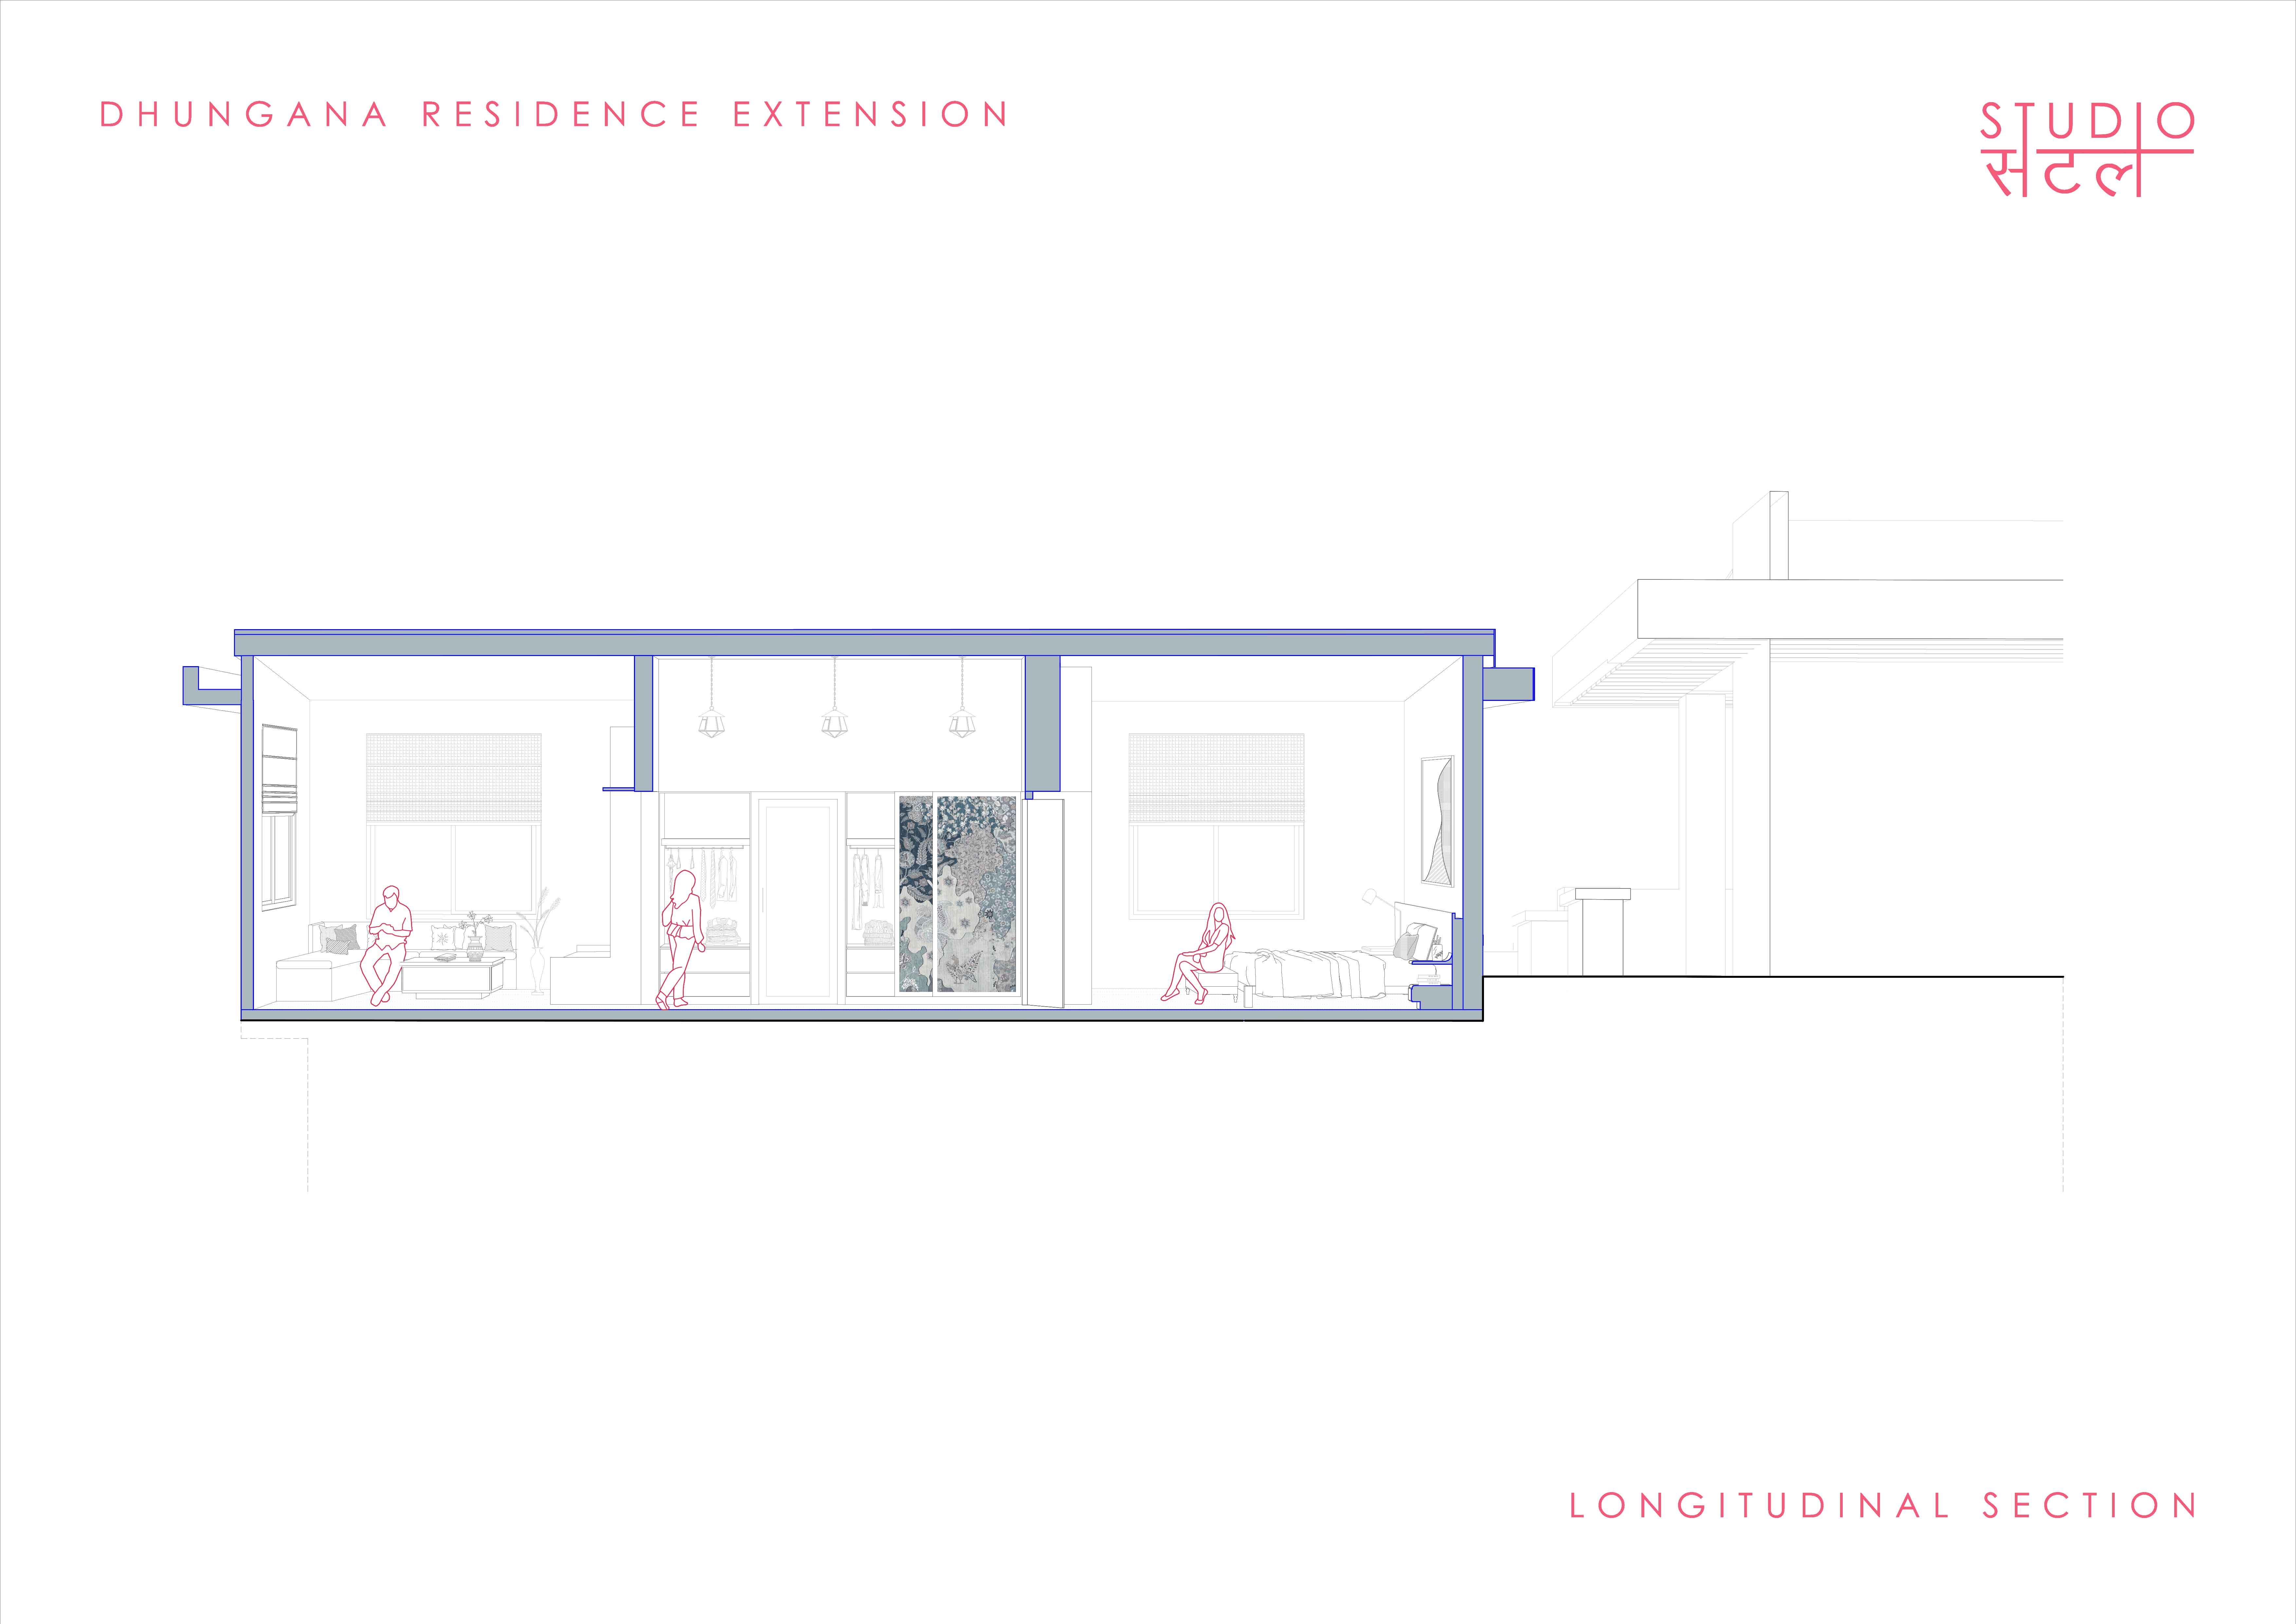 DHUNGANA RESIDENCE EXTENSION
STUDIO
सटल
LONGITUDINAL SECTION